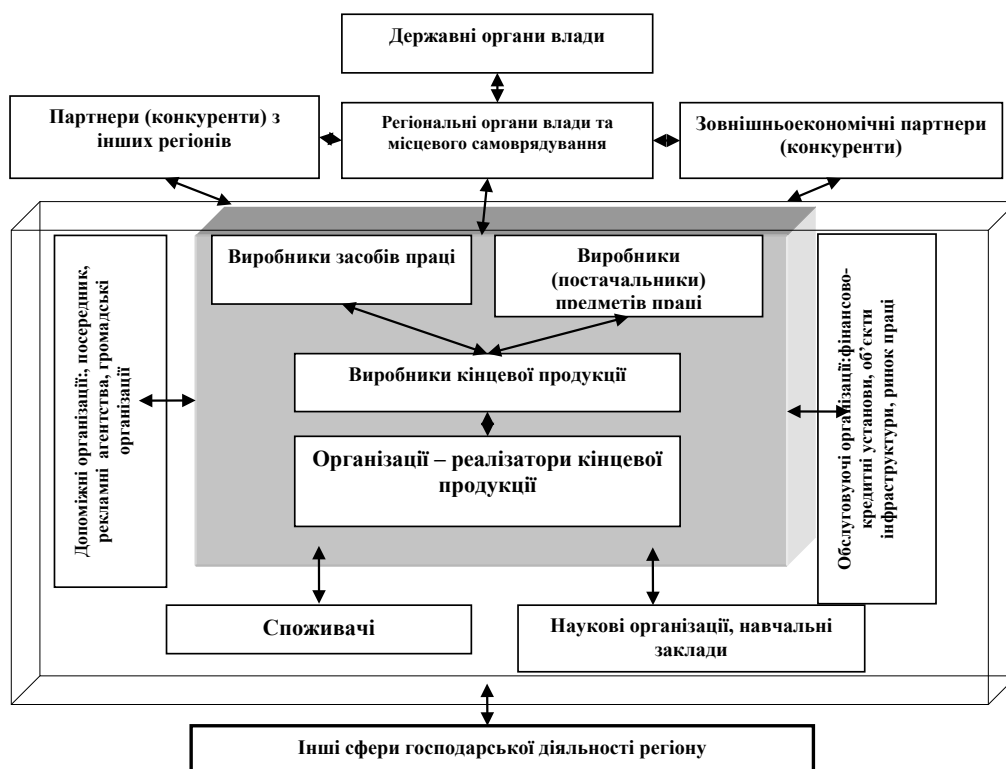 Державні органи влади
Партнери (конкуренти) з
інших регіонів
Регіональні органи влади та
місцевого самоврядування
Зовнішньоекономічні партнери
(конкуренти)
Допоміжні організації:, посередник,
рекламні агентства, громадські
організації
Виробники засобів праці
Виробники
(постачальники)
предметів праці
Виробники кінцевої продукції
Організації – реалізатори кінцевої
продукції
Обслуговуючі організації:фінансово-
кредитні установи, об’єкти
інфраструктури, ринок праці
Споживачі
Наукові організації, навчальні
заклади
Інші сфери господарської діяльності регіону